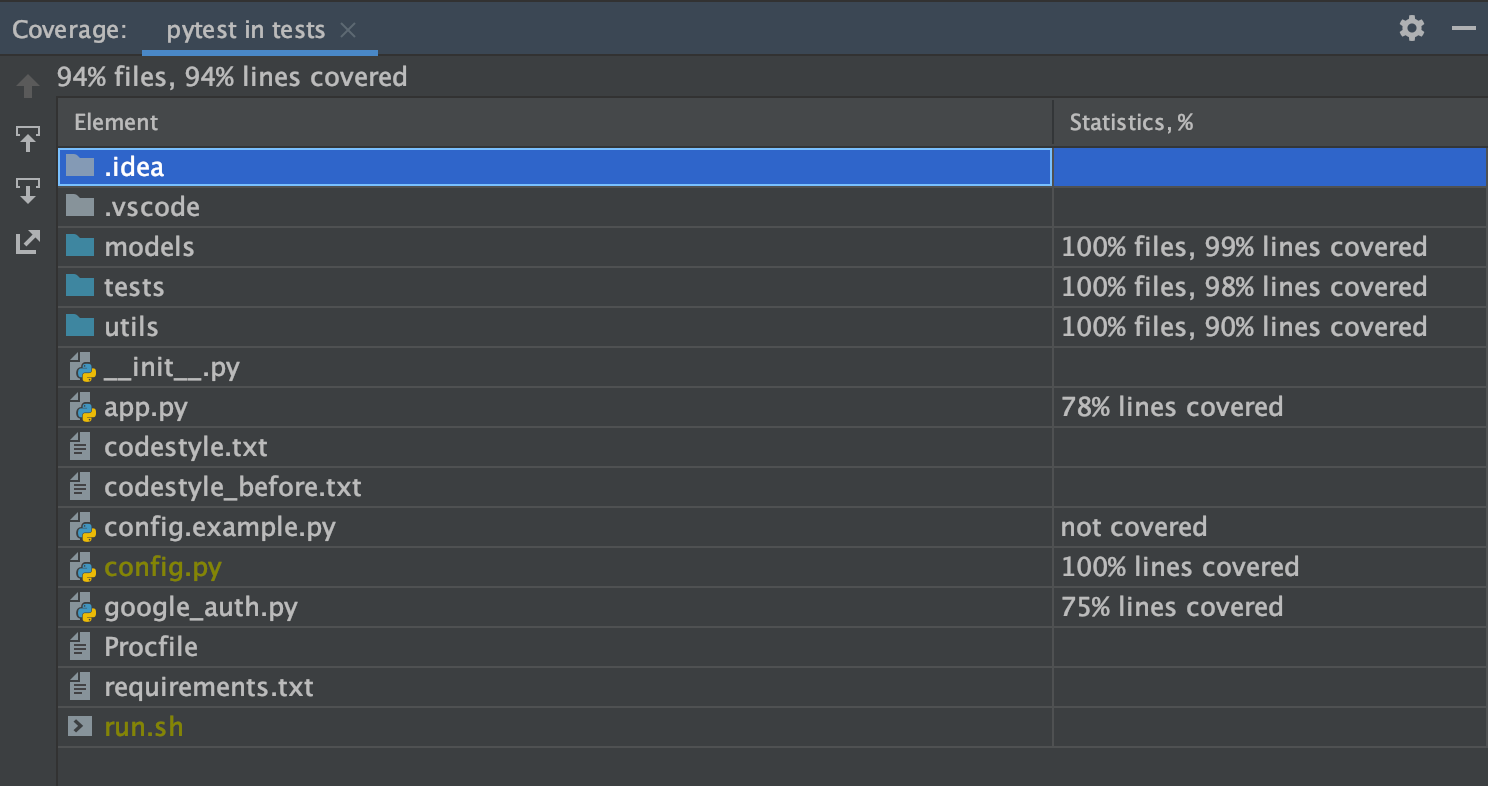 Coverage: pytest in tests
94% files, 94% lines covered
Element Statistics, %
.idea
.vscode
models 100% files, 99% lines covered
tests 100% files, 98% lines covered
utils 100% files, 90% lines covered
__init__.py
app.py 78% lines covered
codestyle.txt
codestyle_before.txt
config.example.py not covered
config.py 100% lines covered
google_auth.py 75% lines covered
Procfile
requirements.txt
run.sh